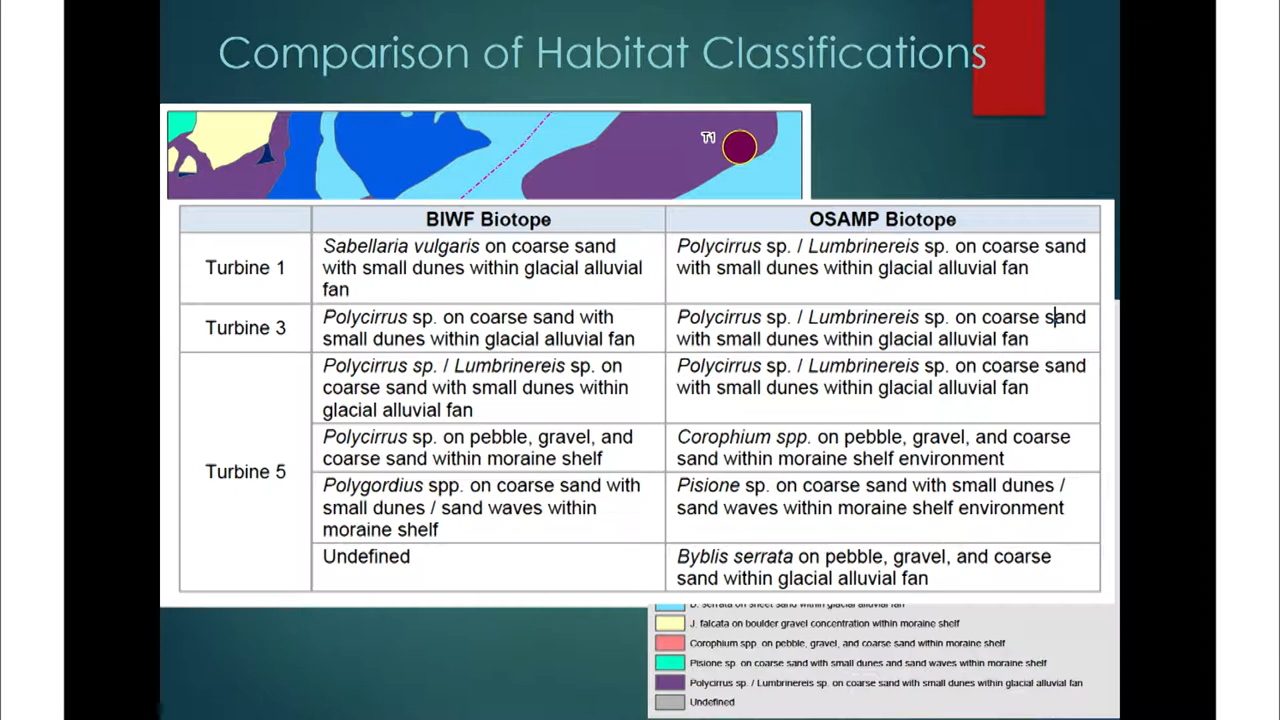 Comparison of Habitat Classifications
T1
BIWF Biotope
OSAMP Biotope
Turbine 1
Sabellaria vulgaris on coarse sand
with small dunes within glacial alluvial
fan
Polycirrus sp. / Lumbrinereis sp. on coarse sand
with small dunes within glacial alluvial fan
Turbine 3
Polycirrus sp. on coarse sand with
small dunes within glacial alluvial fan
Polycirrus sp. / Lumbrinereis sp. on coarse sand
with small dunes within glacial alluvial fan
Turbine 5
Polycirrus sp. / Lumbrinereis sp. on
coarse sand with small dunes within
glacial alluvial fan
Polycirrus sp. / Lumbrinereis sp. on coarse sand
with small dunes within glacial alluvial fan
Polycirrus sp. on pebble, gravel, and
coarse sand within moraine shelf
Corophium spp. on pebble, gravel, and coarse
sand within moraine shelf environment
Polygordius spp. on coarse sand with
small dunes / sand waves within
moraine shelf
Pisione sp. on coarse sand with small dunes /
sand waves within moraine shelf environment
Undefined
Byblis serrata on pebble, gravel, and coarse
sand within glacial alluvial fan
B. serrata on sheet sand within glacial alluvial fan
J. falcata on boulder gravel concentration within moraine shelf
Corophium spp on pebble, gravel, and coarse sand within moraine shelf
Pisione sp. on coarse sand with small dunes and sand waves within moraine shelf
Polycirrus sp. / Lumbrinereis sp. on coarse sand with small dunes within glacial alluvial fan
Undefined